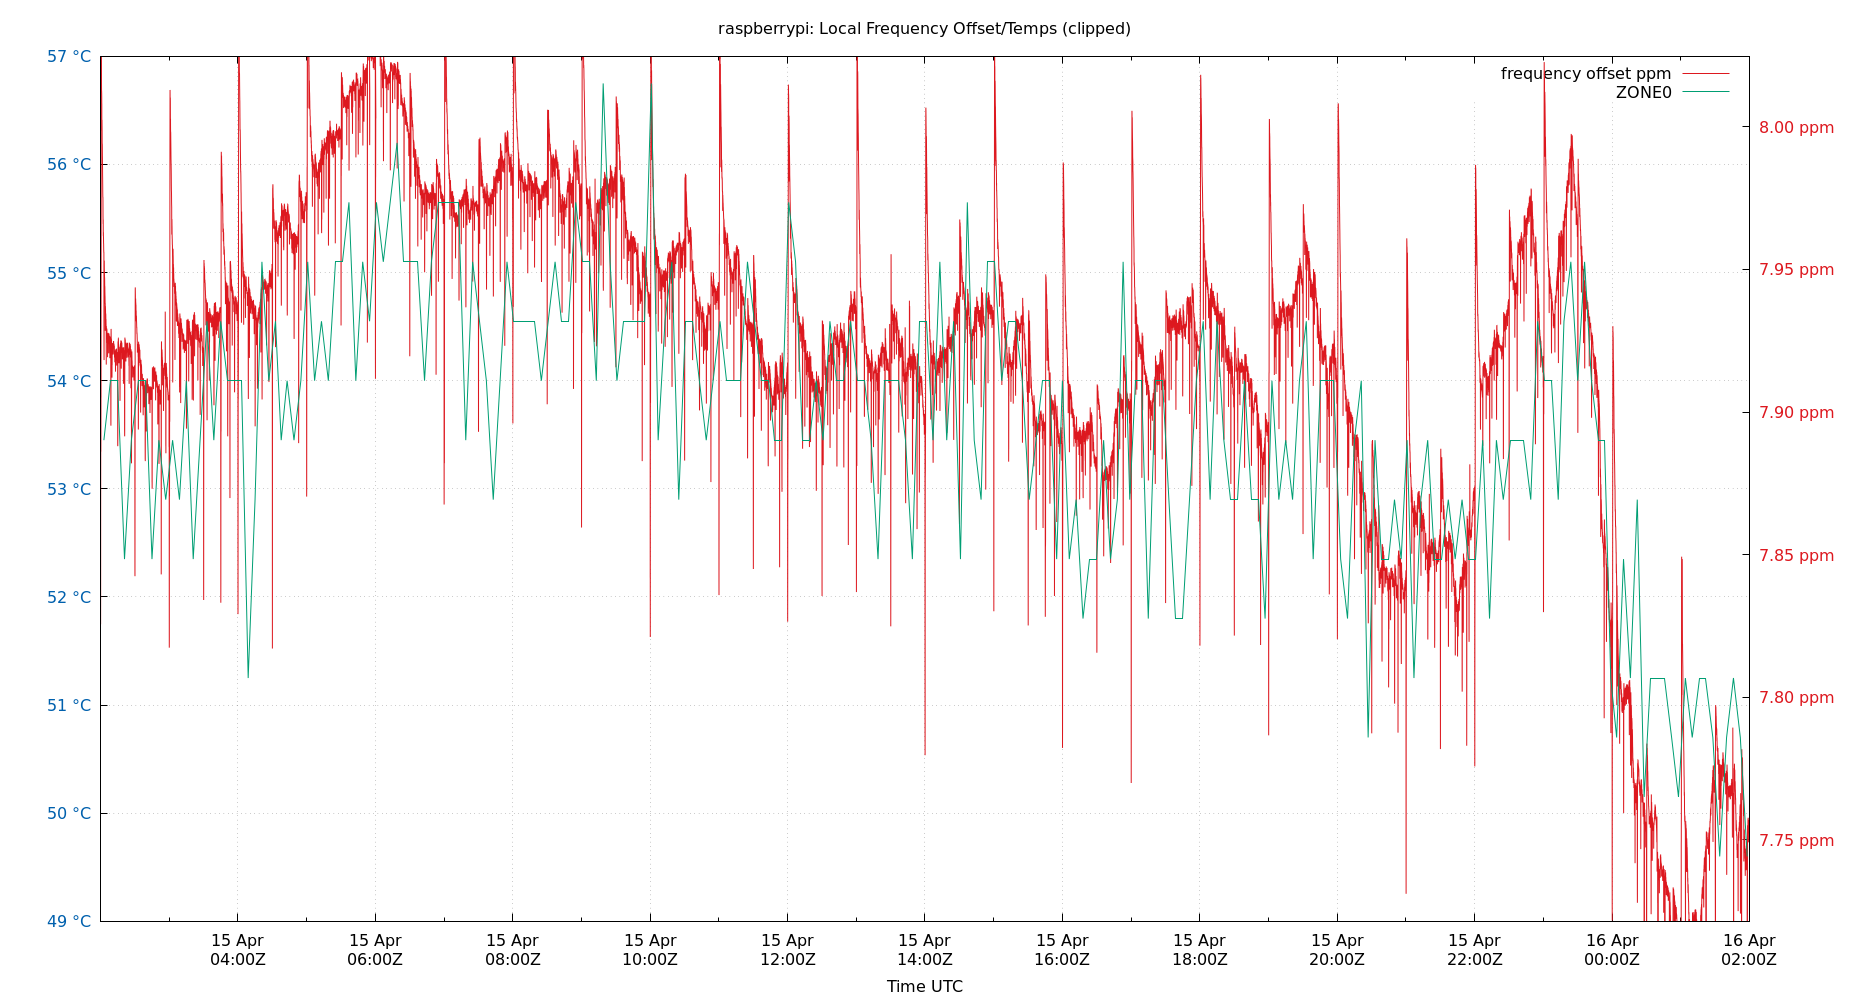 raspberrypi: Local Frequency Offset/Temps (clipped)
57 °C
56 °C
55 °C
54 °C
53 °C
52 °C
51 °C
50 °C
49 °C
frequency offset ppm
ZONE0
8.00 ppm
7.95 ppm
7.90 ppm
7.85 ppm
7.80 ppm
7.75 ppm
15 Apr
04:00Z
15 Apr
06:00Z
15 Apr
08:00Z
15 Apr
10:00Z
15 Apr
12:00Z
15 Apr
14:00Z
15 Apr
16:00Z
15 Apr
18:00Z
15 Apr
20:00Z
15 Apr
22:00Z
16 Apr
00:00Z
16 Apr
02:00Z
Time UTC